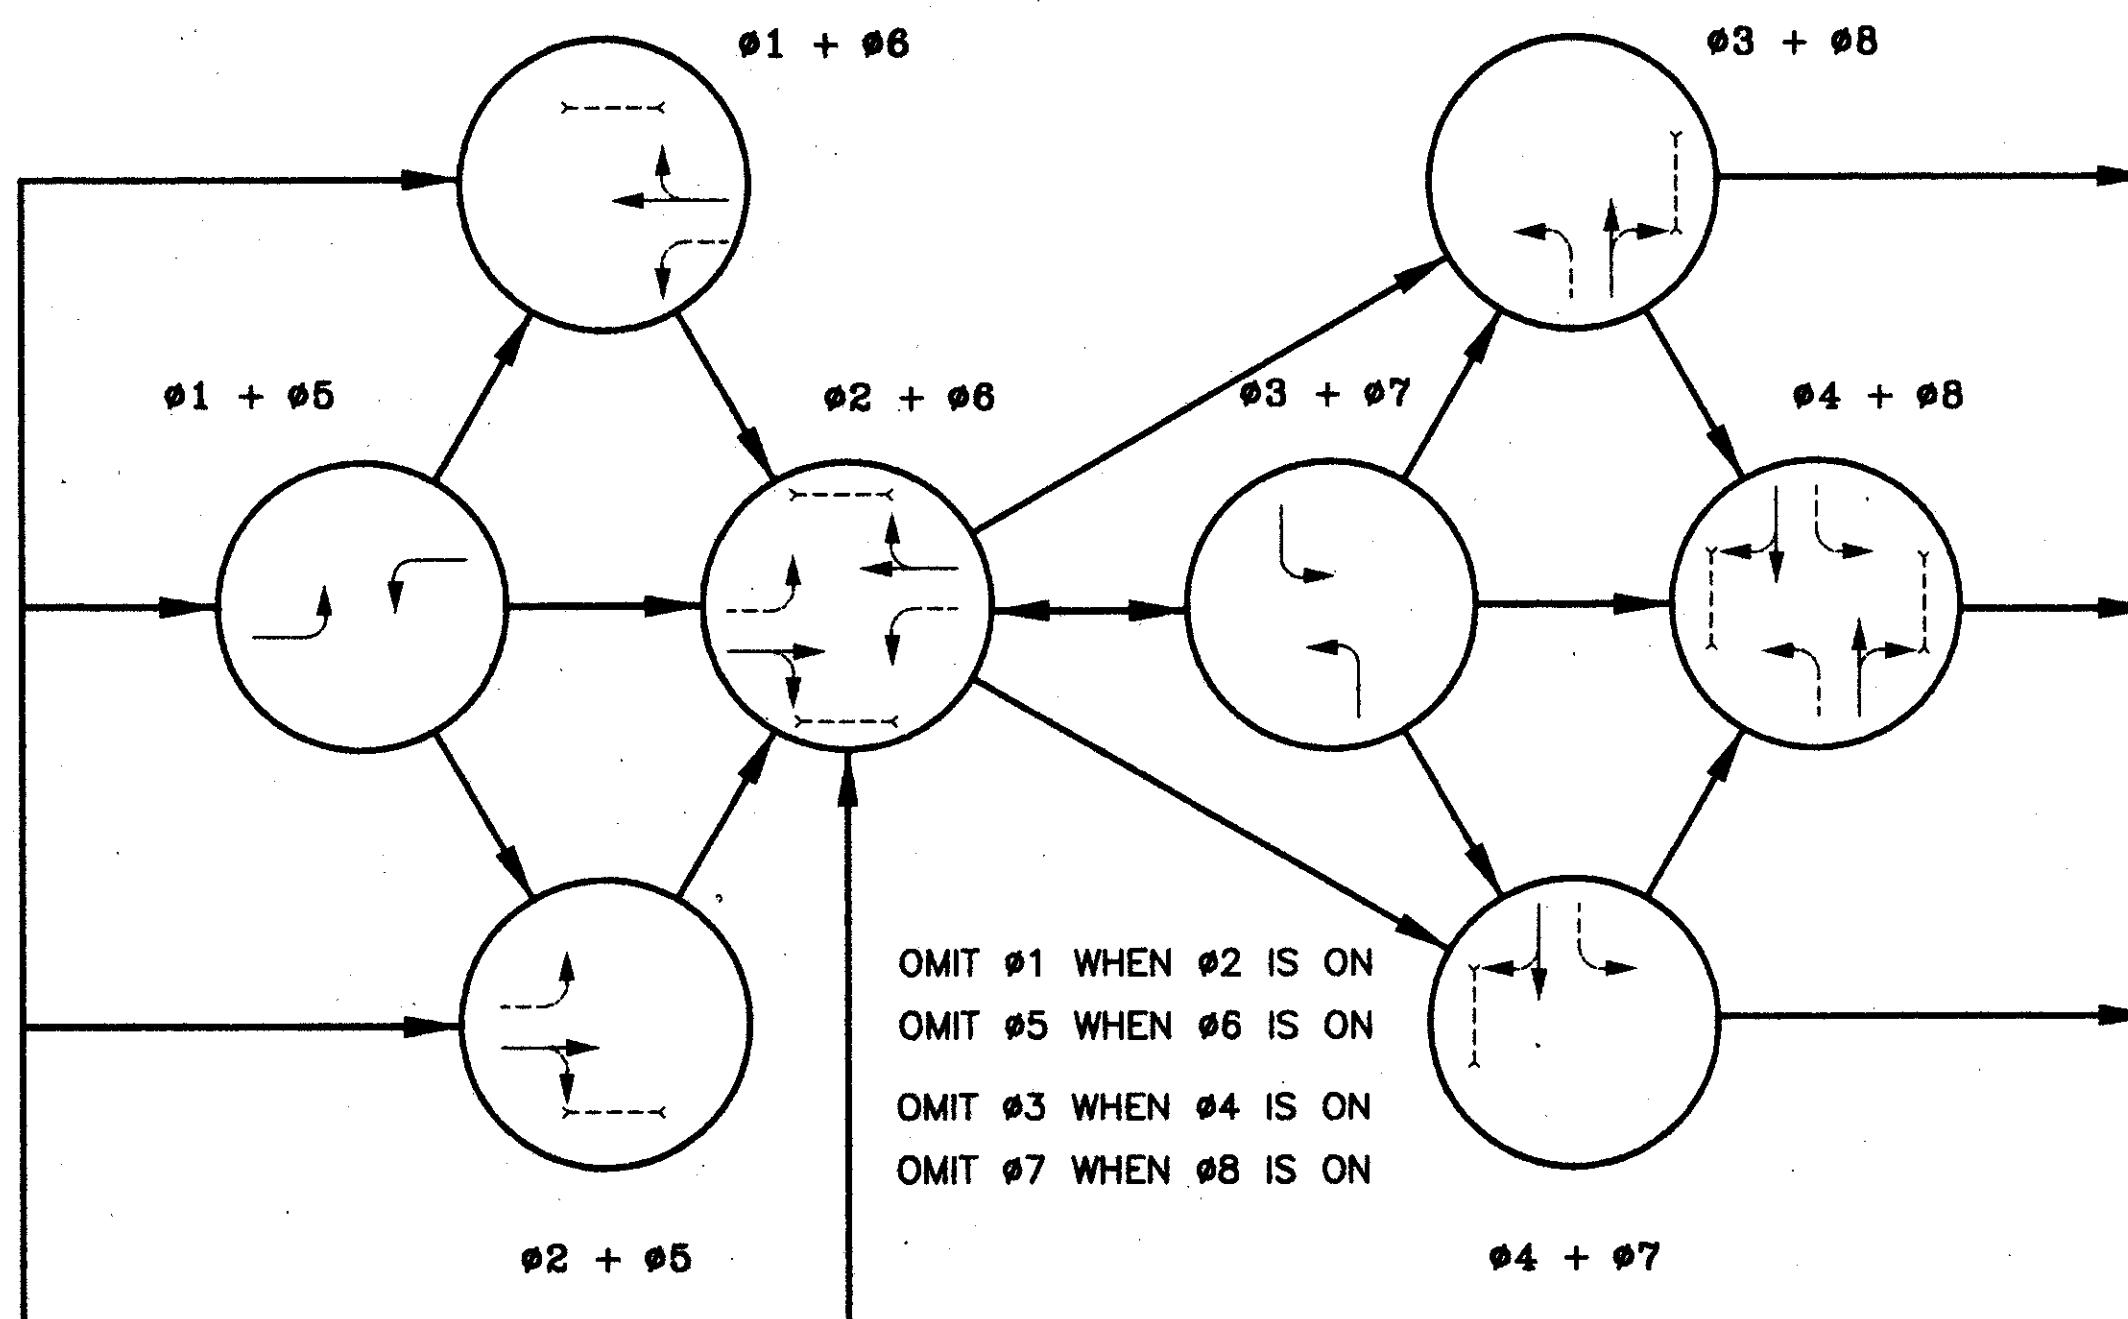 ø1 + ø6
ø3 + ø8
ø1 + ø5
ø2 + ø6
ø3 + ø7
ø4 + ø8
OMIT ø1 WHEN ø2 IS ON
OMIT ø5 WHEN ø6 IS ON
OMIT ø3 WHEN ø4 IS ON
OMIT ø7 WHEN ø8 IS ON
ø2 + ø5
ø4 + ø7